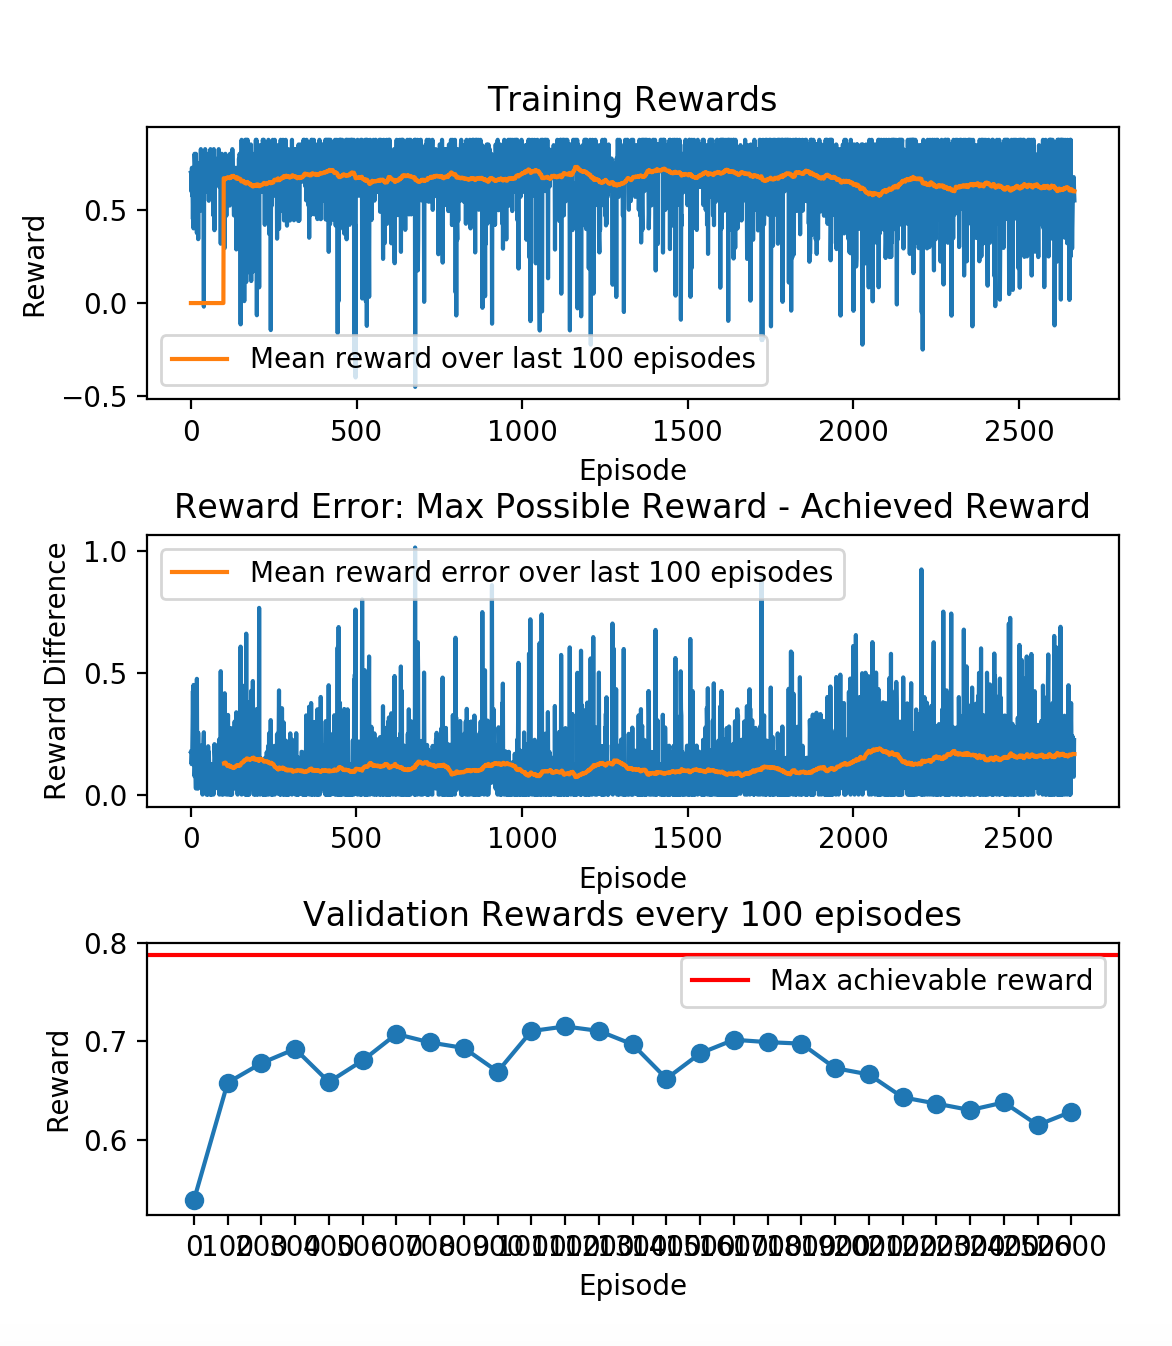 Training Rewards
Reward
0.5
0.0
−0.5
Mean reward over last 100 episodes
0 500 1000 1500 2000 2500
Episode
Reward Error: Max Possible Reward - Achieved Reward
Reward Difference
1.0
0.5
0.0
Mean reward error over last 100 episodes
0 500 1000 1500 2000 2500
Episode
Validation Rewards every 100 episodes
Reward
0.8
0.7
0.6
Max achievable reward
Episode